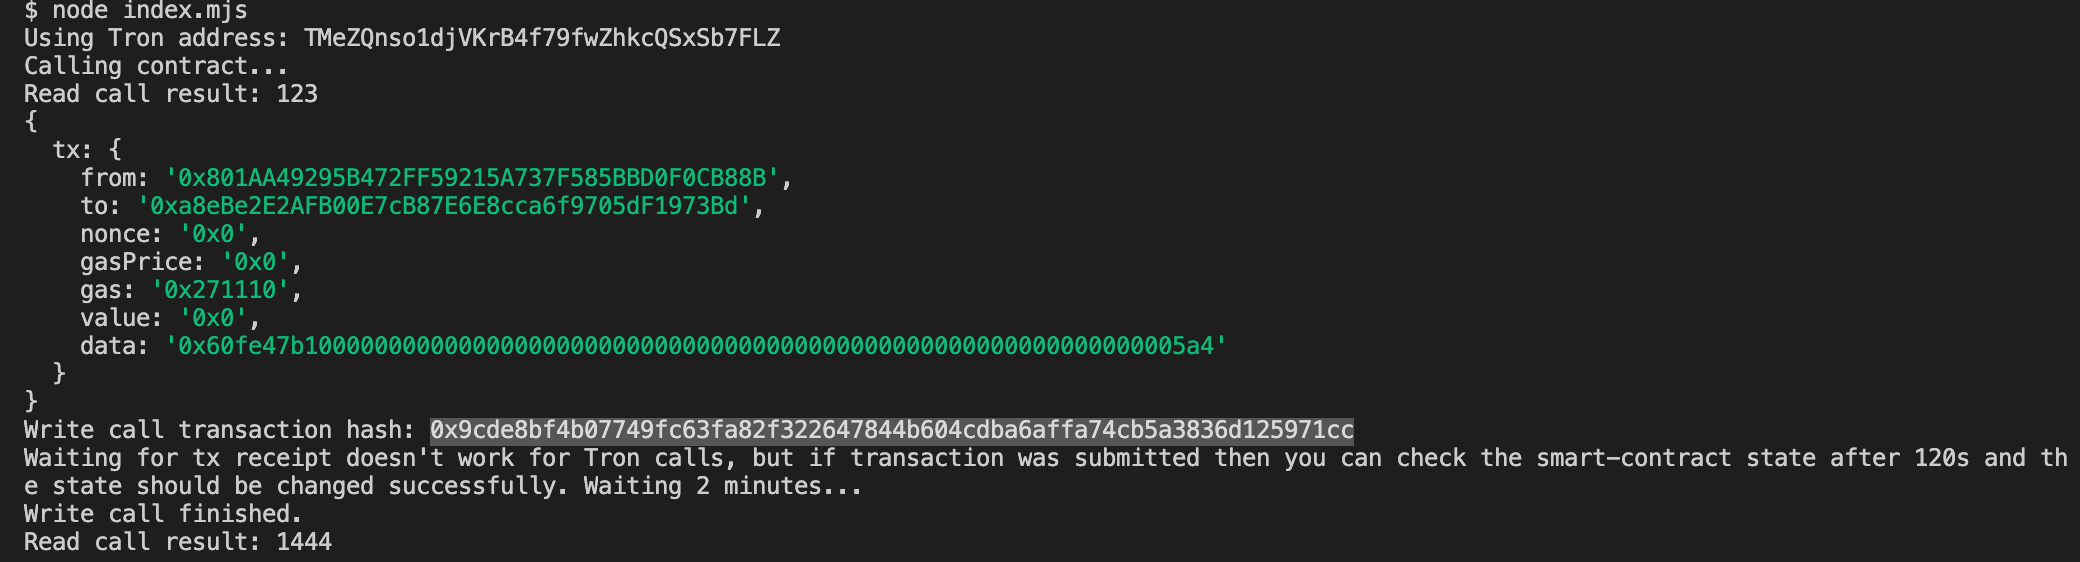 $ node index.mjs
Using Tron address: TMeZQnso1djVKrB4f79fwZhkcQSxSb7FLZ
Calling contract...
Read call result: 123
{
  tx: {
    from: '0x801AA49295B472FF59215A737F585BBD0F0CB88B',
    to: '0xa8eBe2E2AFB00E7cB87E6E8cca6f9705dF1973Bd',
    nonce: '0x0',
    gasPrice: '0x0',
    gas: '0x271110',
    value: '0x0',
    data: '0x60fe47b100000000000000000000000000000000000000000000000000000000000005a4'
  }
}
Write call transaction hash: 0x9cde8bf4b07749fc63fa82f322647844b604cdba6affa74cb5a3836d125971cc
Waiting for tx receipt doesn't work for Tron calls, but if transaction was submitted then you can check the smart-contract state after 120s and th
e state should be changed successfully. Waiting 2 minutes...
Write call finished.
Read call result: 1444